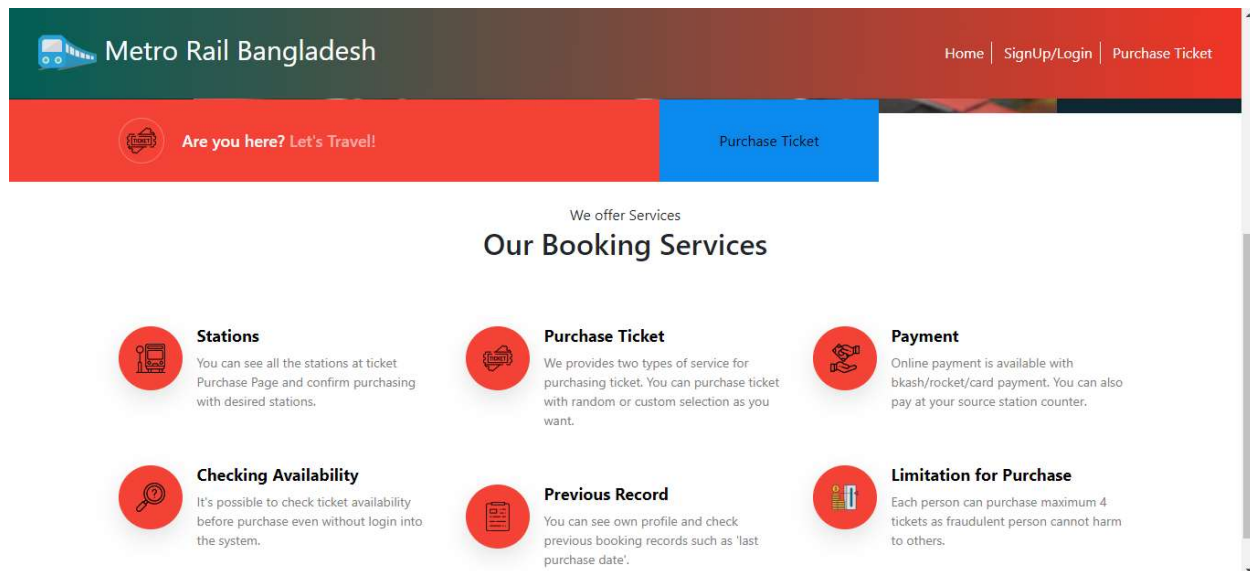 Metro Rail Bangladesh
Home
SignUp/Login
Purchase Ticket
TICKET
Are you here? Let's Travel!
Purchase Ticket
We offer Services
Our Booking Services
Stations
You can see all the stations at ticket
Purchase Page and confirm purchasing
with desired stations.
TICKET
Purchase Ticket
We provides two types of service for
purchasing ticket. You can purchase ticket
with random or custom selection as you
want.
Payment
Online payment is available with
bkash/rocket/card payment. You can also
pay at your source station counter.
Checking Availability
It's possible to check ticket availability
before purchase even without login into
the system.
Previous Record
You can see own profile and check
previous booking records such as 'last
purchase date'.
Limitation for Purchase
Each person can purchase maximum 4
tickets as fraudulent person cannot harm
to others.